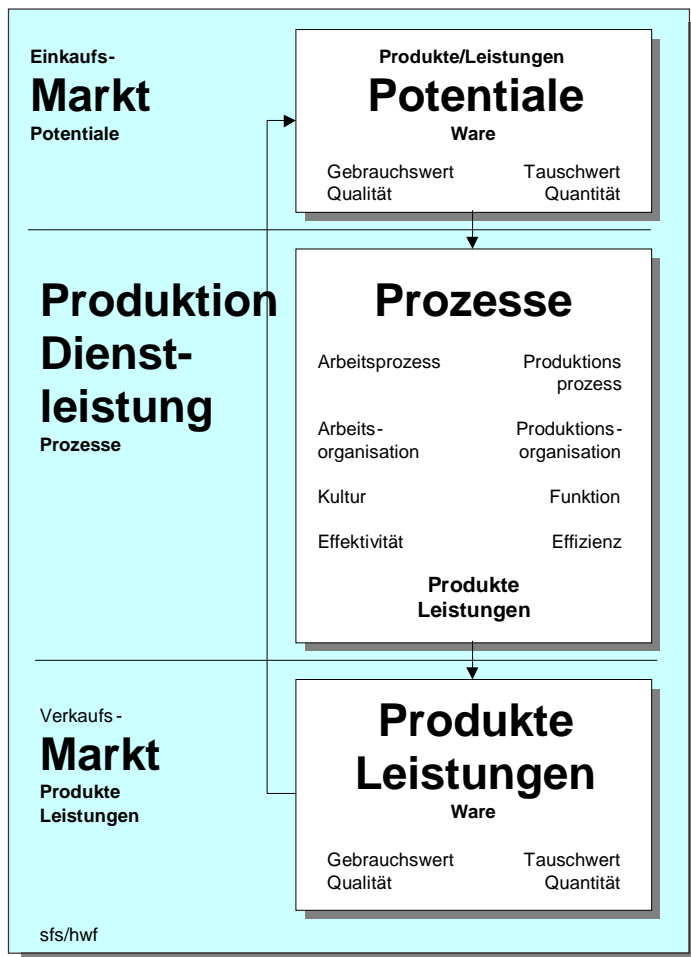 Einkaufs-
Markt
Potentiale
Produkte/Leistungen
Potentiale
Ware
Gebrauchswert Tauschwert
Qualität Quantität
Produktion
Dienst-
leistung
Prozesse
Prozesse
Arbeitsprozess Produktions
prozess
Arbeits- Produktions-
organisation organisation
Kultur Funktion
Effektivität Effizienz
Produkte
Leistungen
Verkaufs-
Markt
Produkte
Leistungen
Produkte
Leistungen
Ware
Gebrauchswert Tauschwert
Qualität Quantität
sfs/hwf